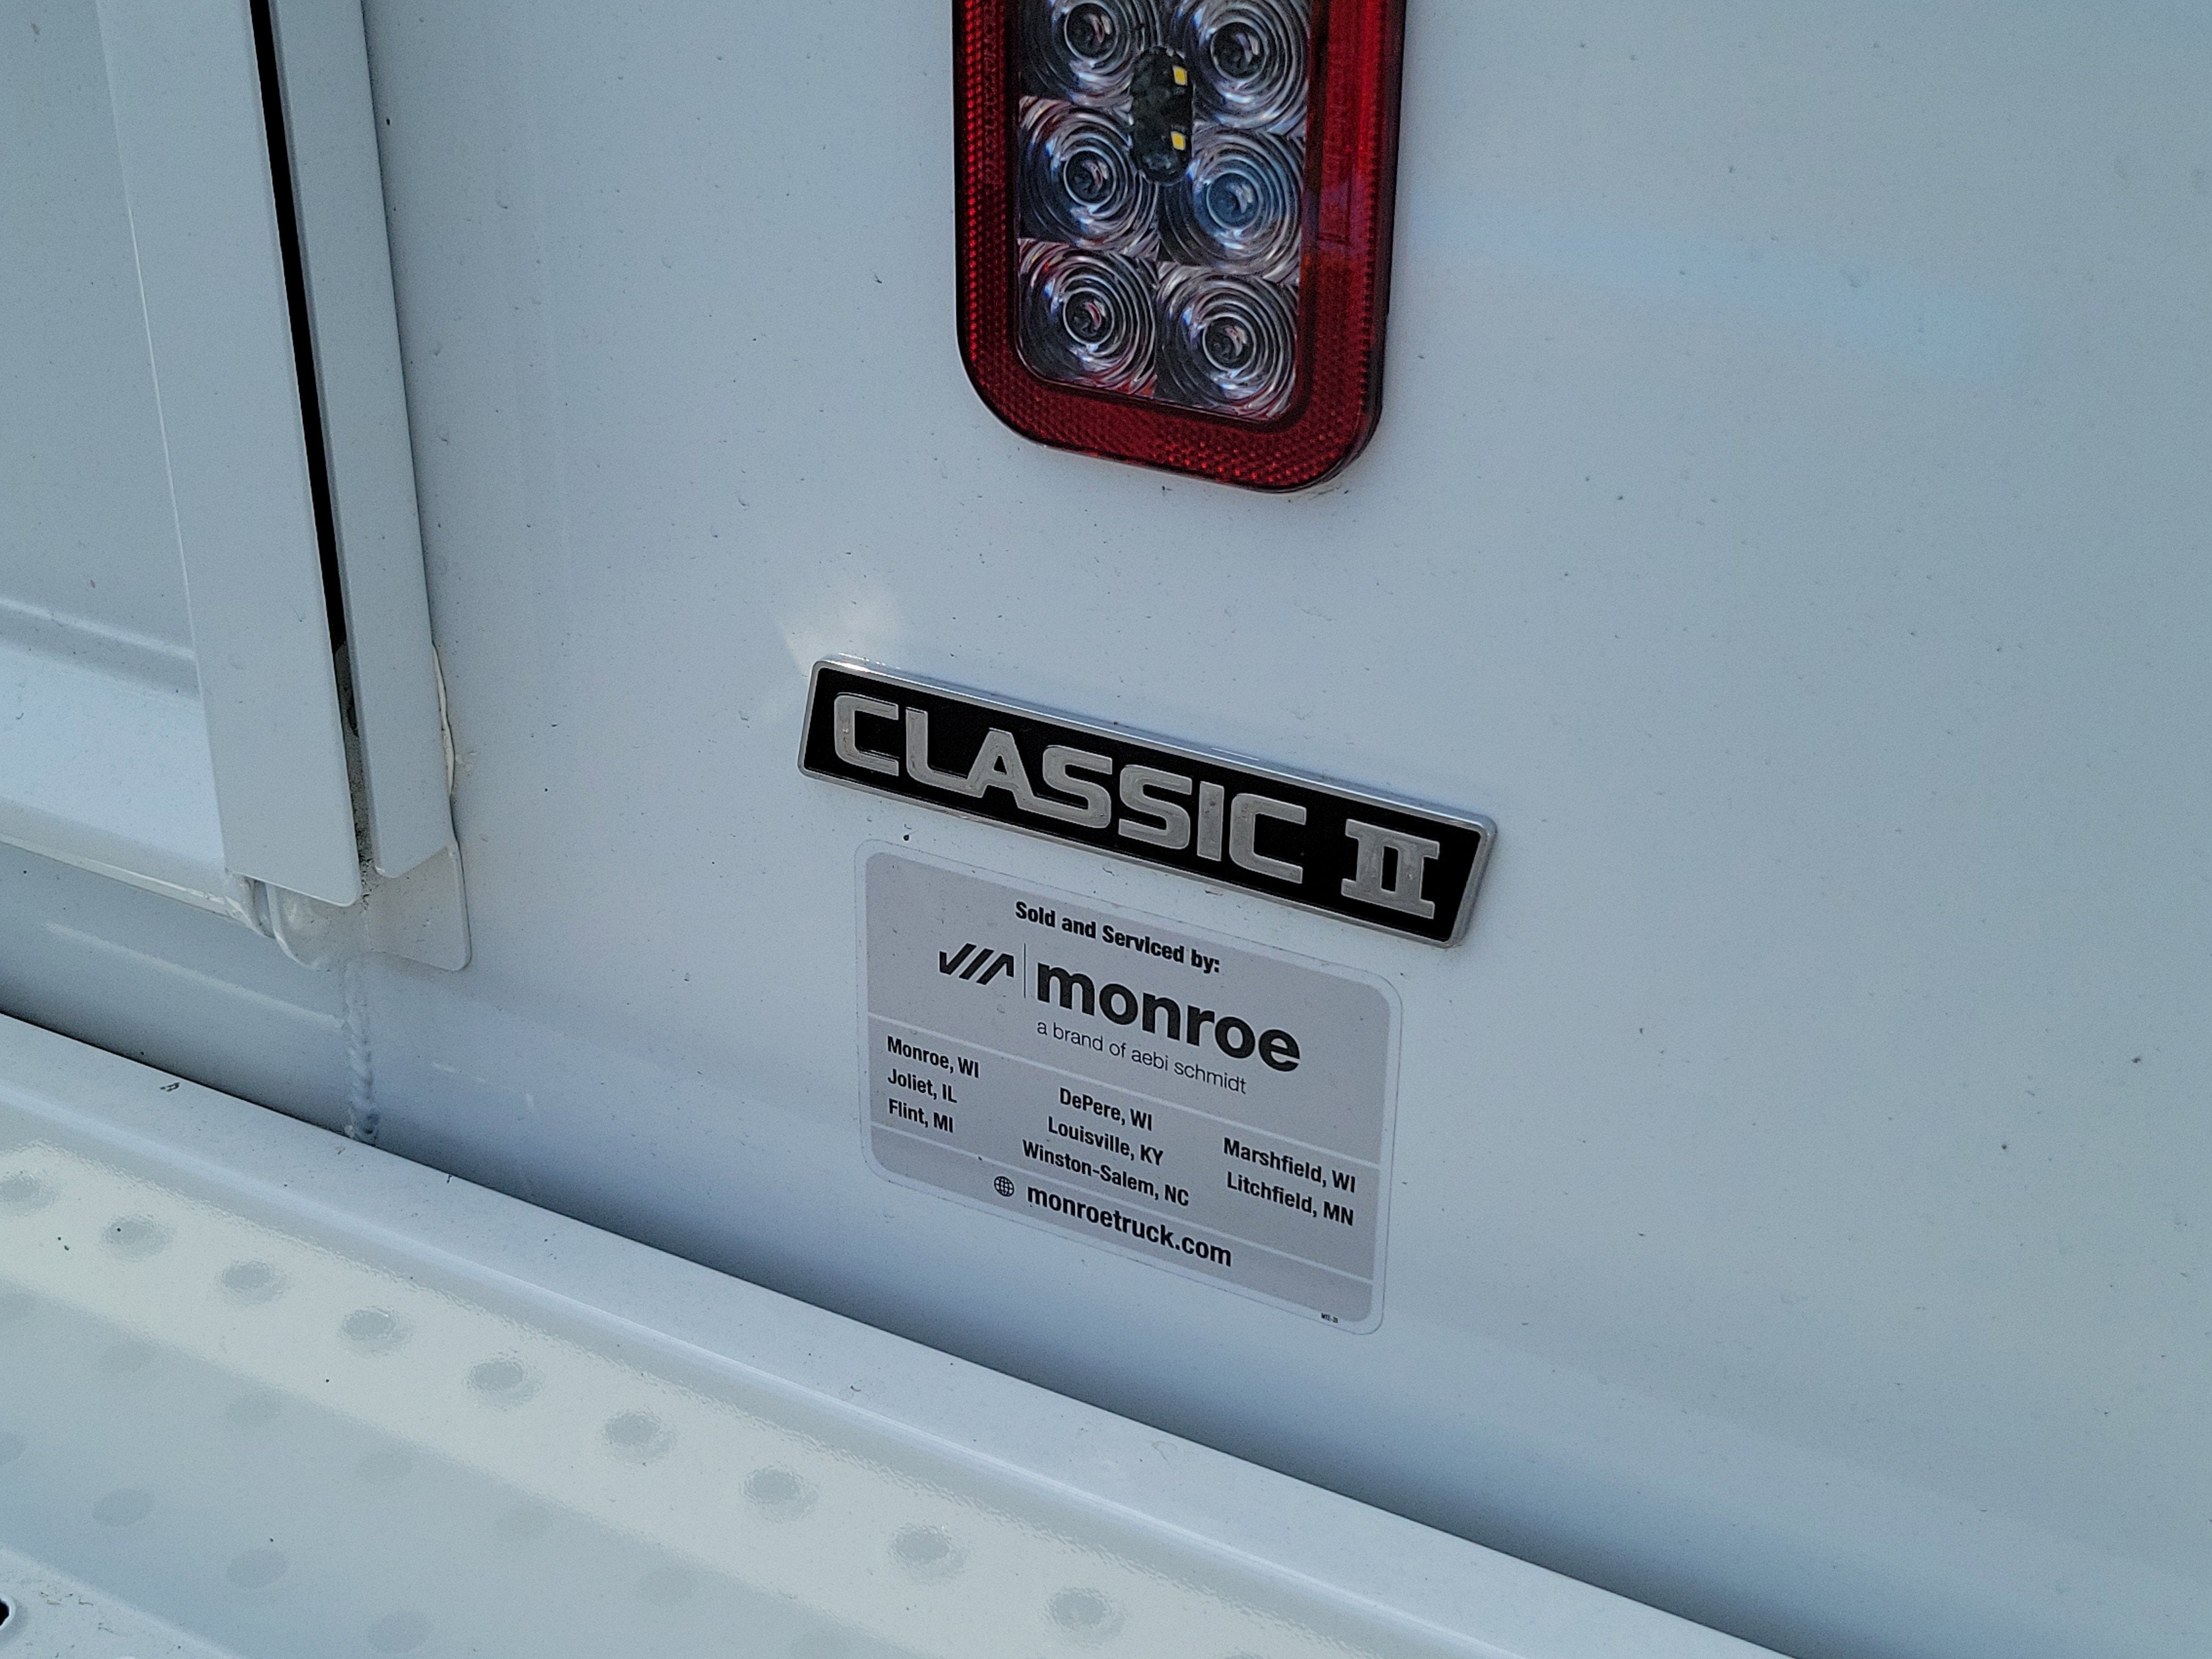 CLASSIC II
Sold and Serviced by:
monroe
a brand of aebi schmidt
Monroe, WI
Joliet, IL
Flint, MI
DePere, WI
Louisville, KY
Winston-Salem, NC
Marshfield, WI
Litchfield, MN
monroetruck.com